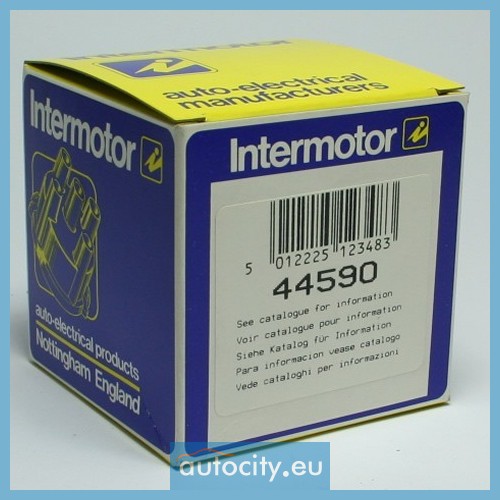 auto-electrical
manufacturers
Intermotor
auto-electrical products
Nottingham England
Intermotor
5 012225 123483
44590
See catalogue for information
Voir catalogue pour information
Siehe Katalog für Information
Para informacion vease catalogo
Vede cataloghi per informazioni
autocity.eu